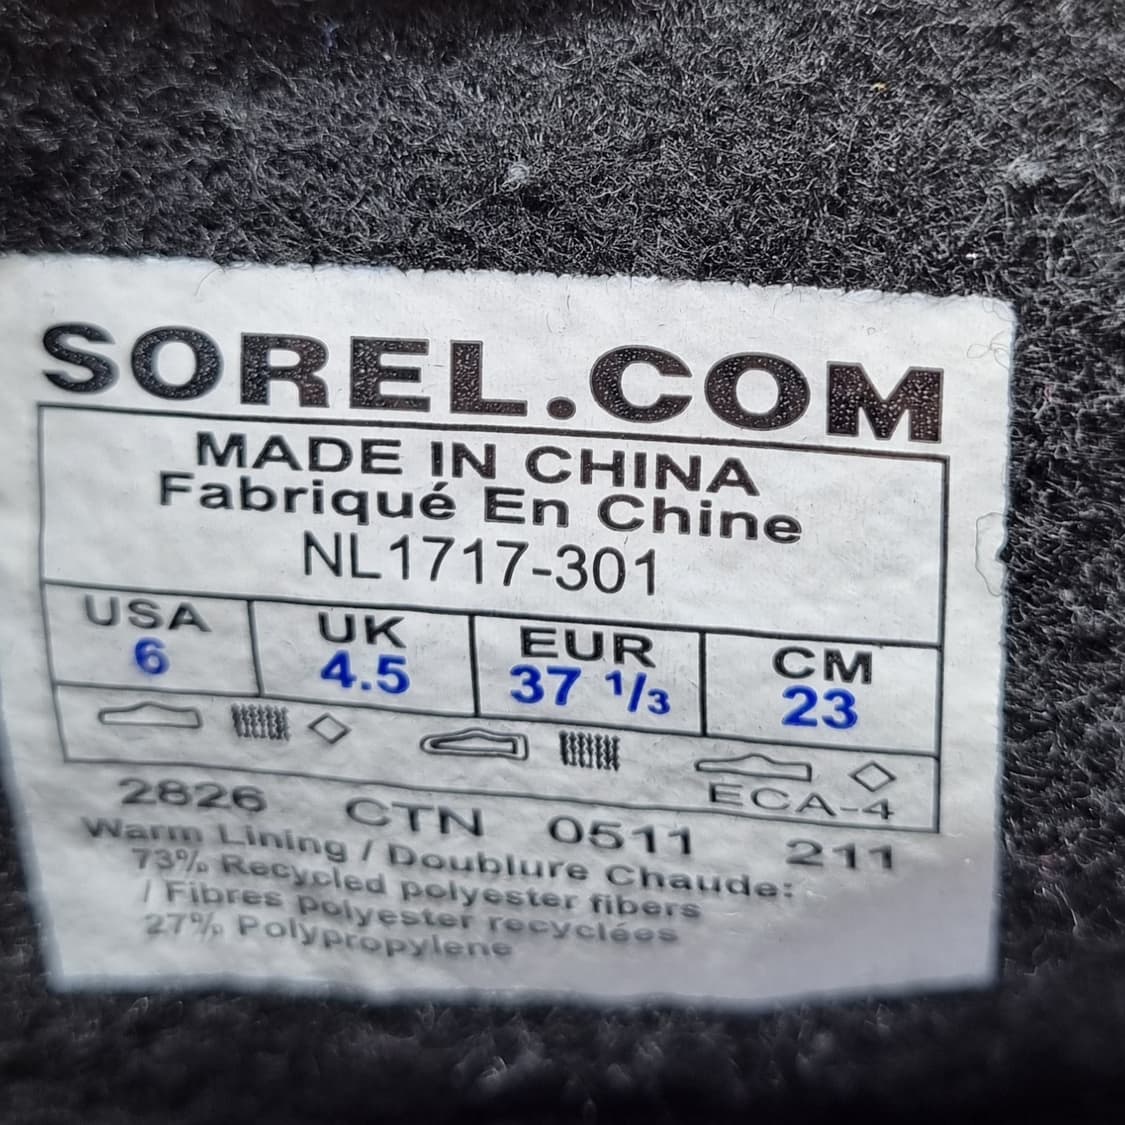 SOREL.COM
MADE IN CHINA
Fabriqué En Chine
NL1717-301
USA UK EUR CM
6 4.5 37 1/3 23
ECA-4
2826 CTN 0511 211
Warm Lining / Doublure Chaude:
73% Recycled polyester fibers
/ Fibres polyester recyclées
27% Polypropylene